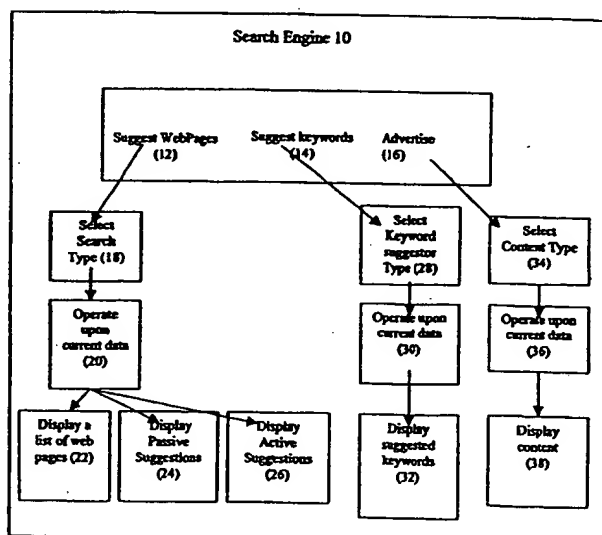 Search Engine 10
Suggest WebPages
(12)
Suggest keywords
(14)
Advertise
(16)
Select
Search
Type (18)
Select
Keyword
suggestor
Type (28)
Select
Content Type
(34)
Operate
upon
current data
(20)
Operate upon
current data
(30)
Operate upon
current data
(36)
Display a
list of web
pages (22)
Display
Passive
Suggestions
(24)
Display
Active
Suggestions
(26)
Display
suggested
keywords
(32)
Display
content
(38)